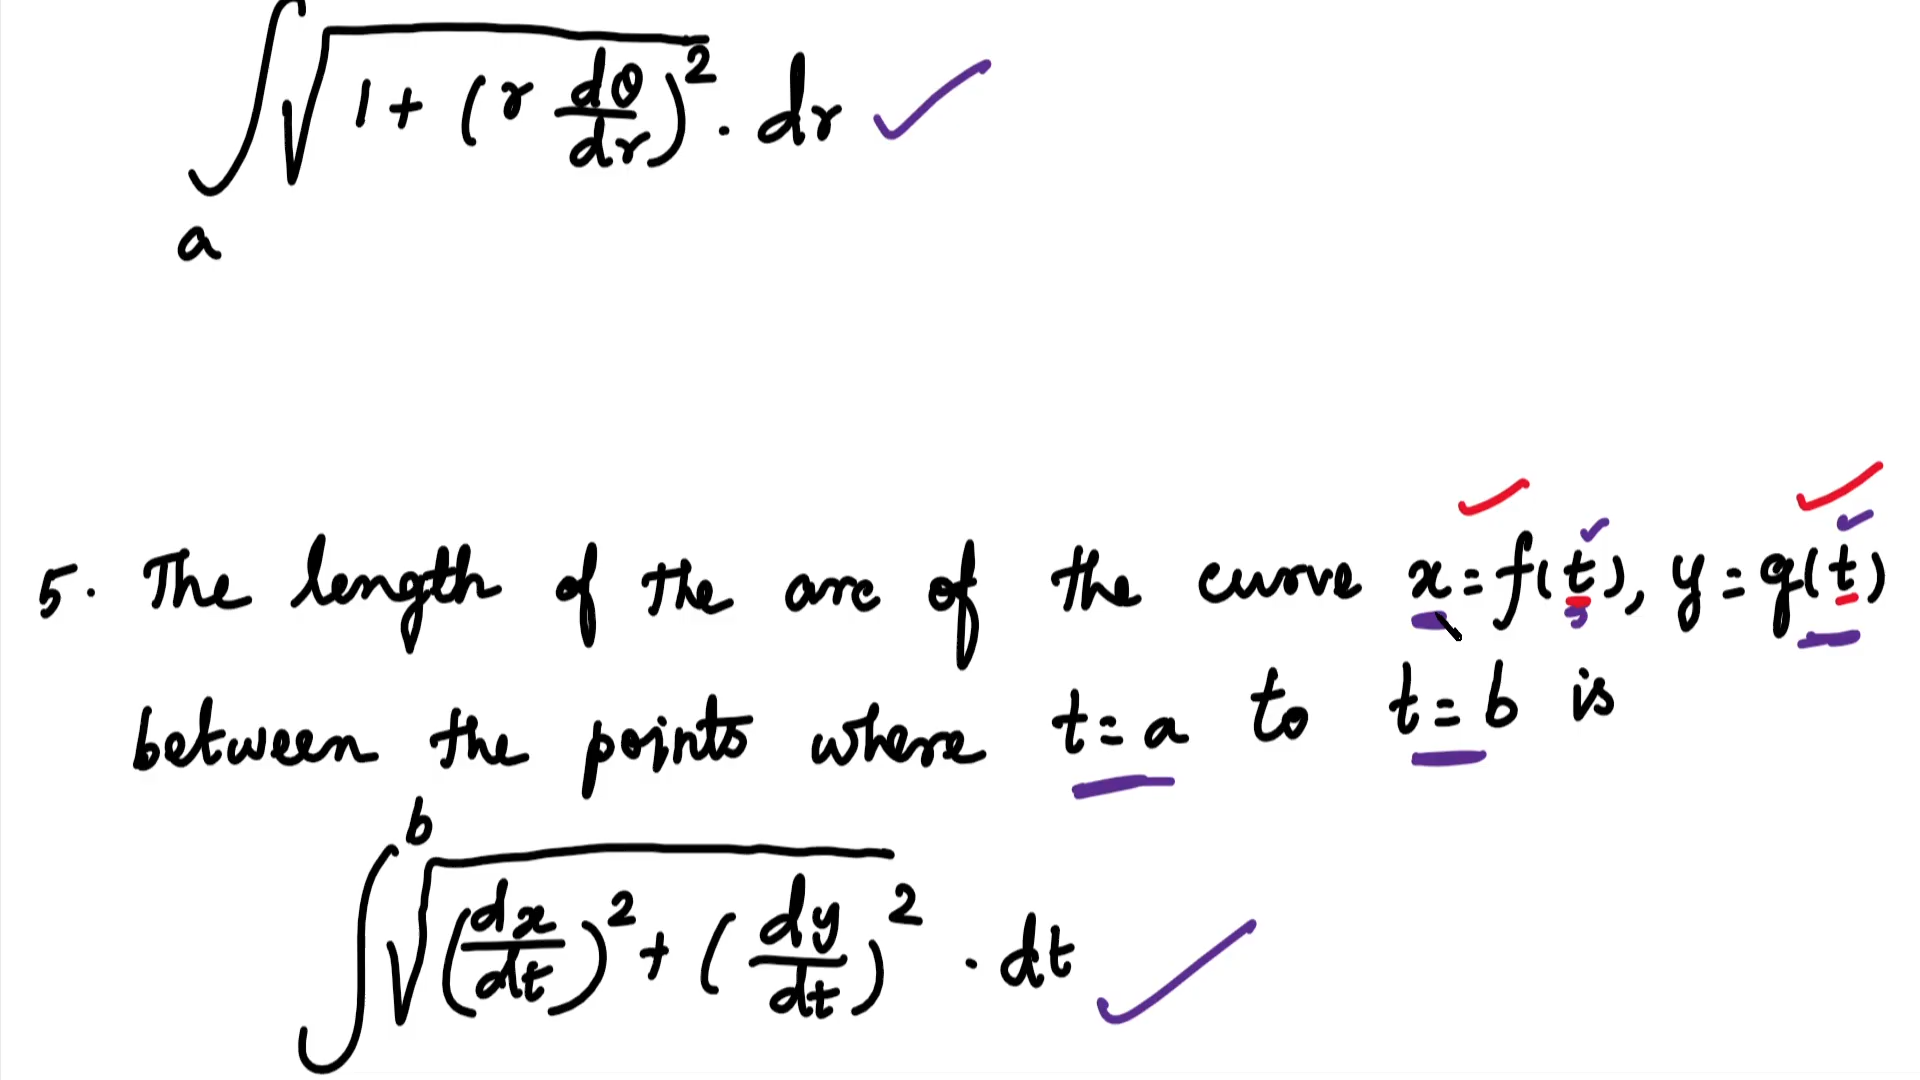 ∫ √(1 + (r dθ/dr)²) . dr
a
5. The length of the arc of the curve x = f(t), y = g(t)
between the points where t = a to t = b is
b
∫ √((dx/dt)² + (dy/dt)²) . dt